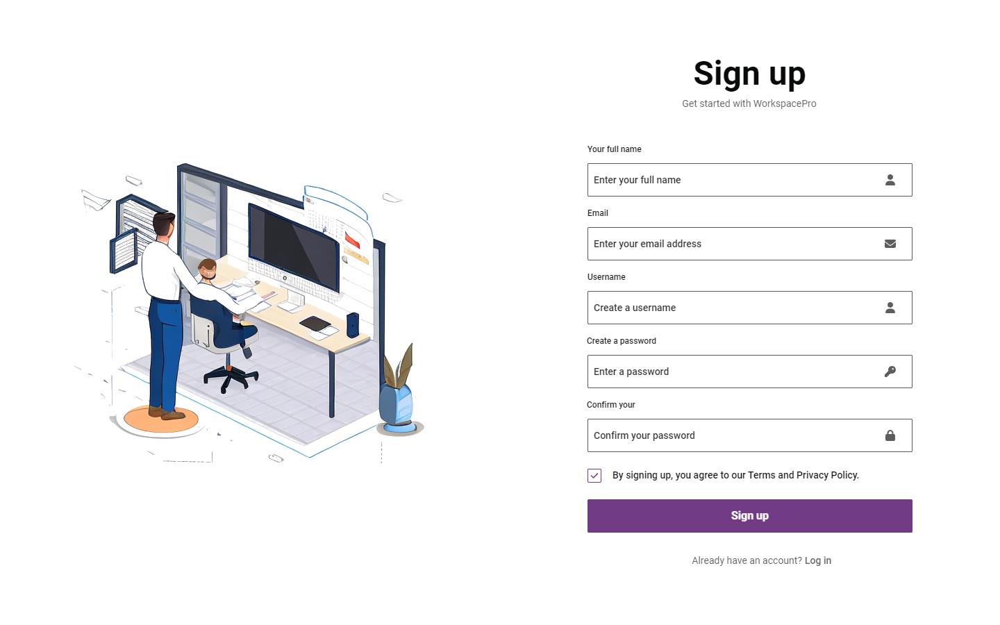 Sign up
Get started with WorkspacePro
Your full name
Enter your full name
Email
Enter your email address
Username
Create a username
Create a password
Enter a password
Confirm your
Confirm your password
By signing up, you agree to our Terms and Privacy Policy.
Sign up
Already have an account? Log in